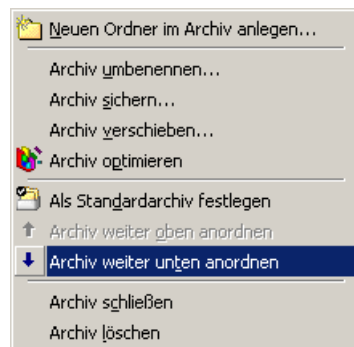 Neuen Ordner im Archiv anlegen...
Archiv umbenennen...
Archiv sichern...
Archiv verschieben...
Archiv optimieren
Als Standardarchiv festlegen
Archiv weiter oben anordnen
Archiv weiter unten anordnen
Archiv schließen
Archiv löschen